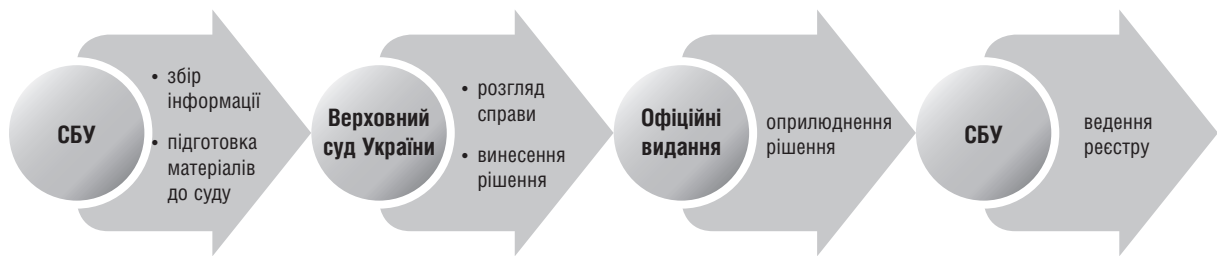 СБУ
• збір
інформації
• підготовка
матеріалів
до суду
Верховний
суд України
• розгляд
справи
• винесення
рішення
Офіційні
видання
оприлюднення
рішення
СБУ
ведення
реєстру